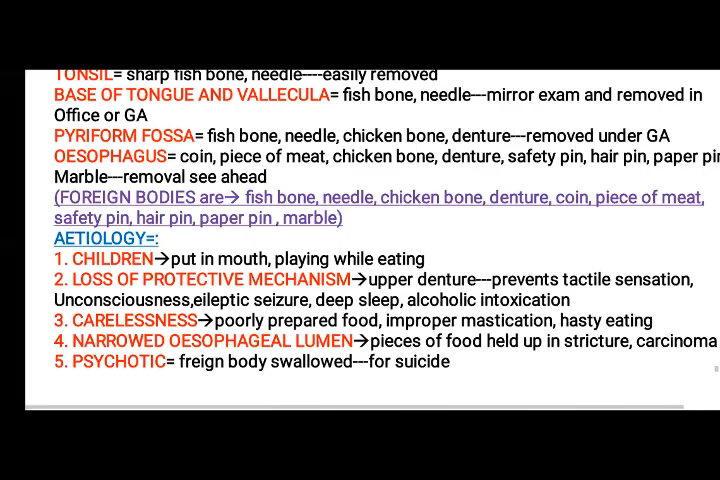 TONSIL= sharp fish bone, needle----easily removed
BASE OF TONGUE AND VALLECULA= fish bone, needle---mirror exam and removed in
Office or GA
PYRIFORM FOSSA= fish bone, needle, chicken bone, denture---removed under GA
OESOPHAGUS= coin, piece of meat, chicken bone, denture, safety pin, hair pin, paper pin
Marble---removal see ahead
(FOREIGN BODIES are→ fish bone, needle, chicken bone, denture, coin, piece of meat,
safety pin, hair pin, paper pin , marble)
AETIOLOGY=:
1. CHILDREN→put in mouth, playing while eating
2. LOSS OF PROTECTIVE MECHANISM→upper denture---prevents tactile sensation,
Unconsciousness,eileptic seizure, deep sleep, alcoholic intoxication
3. CARELESSNESS→poorly prepared food, improper mastication, hasty eating
4. NARROWED OESOPHAGEAL LUMEN→pieces of food held up in stricture, carcinoma
5. PSYCHOTIC= freign body swallowed---for suicide